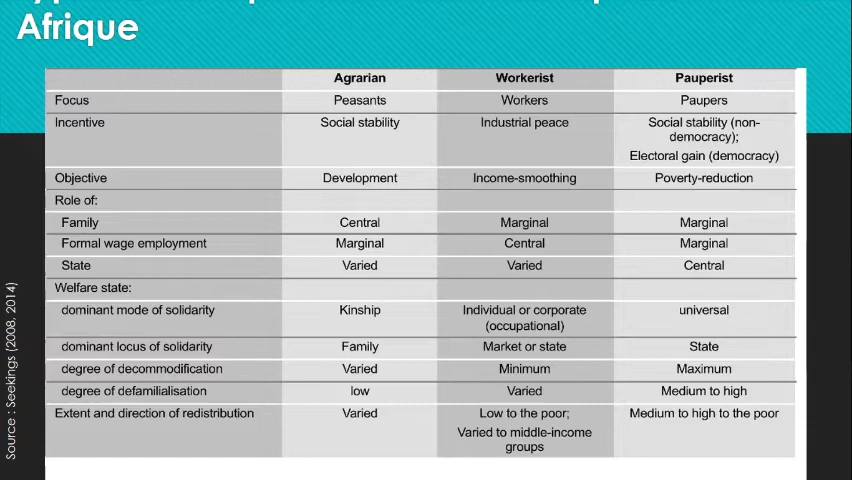 Afrique
Agrarian Workerist Pauperist
Focus Peasants Workers Paupers
Incentive Social stability Industrial peace Social stability (non-
democracy);
Electoral gain (democracy)
Objective Development Income-smoothing Poverty-reduction
Role of:
Family Central Marginal Marginal
Formal wage employment Marginal Central Marginal
State Varied Varied Central
Welfare state:
dominant mode of solidarity Kinship Individual or corporate universal
(occupational)
dominant locus of solidarity Family Market or state State
degree of decommodification Varied Minimum Maximum
degree of defamilialisation low Varied Medium to high
Extent and direction of redistribution Varied Low to the poor; Medium to high to the poor
Varied to middle-income
groups
Source : Seekings (2008, 2014)